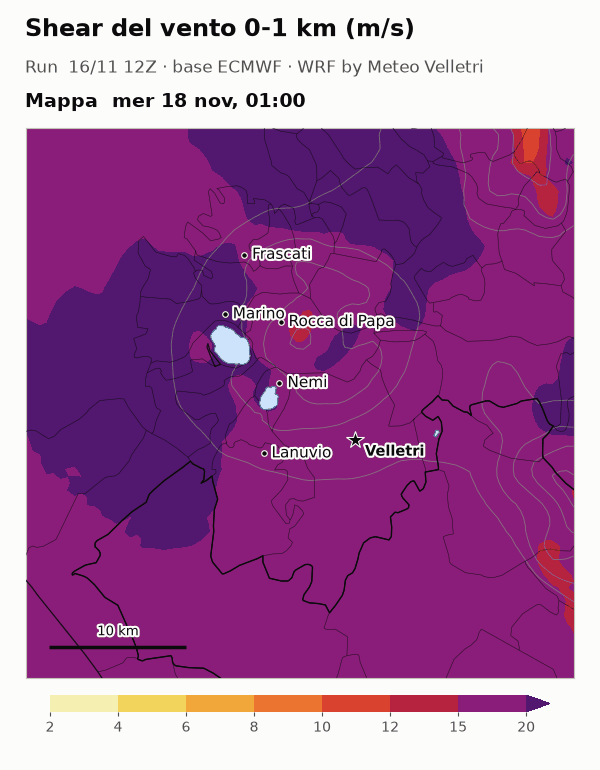 Shear del vento 0-1 km (m/s)
Run  16/11 12Z · base ECMWF · WRF by Meteo Velletri
Mappa  mer 18 nov, 01:00
Frascati
Marino
Rocca di Papa
Nemi
Velletri
Lanuvio
10 km
2 4 6 8 10 12 15 20